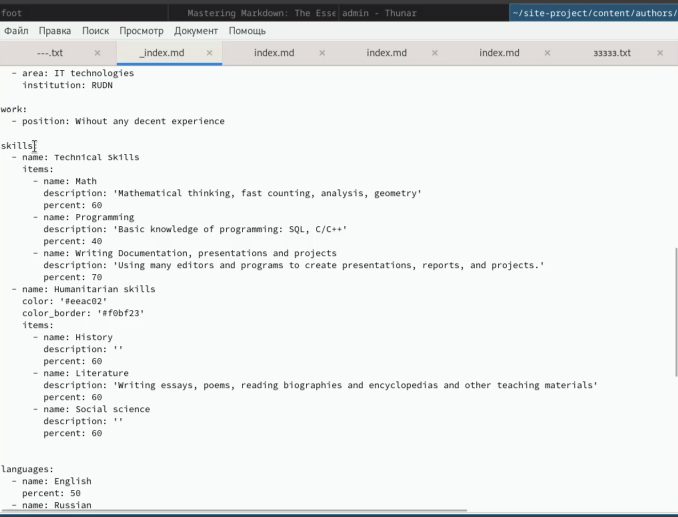 foot
Mastering Markdown: The Esse
admin - Thunar
~/site-project/content/authors/
Файл Правка Поиск Просмотр Документ Помощь
---.txt × _index.md × index.md × index.md × index.md × ззззз.txt ×
- area: IT technologies
institution: RUDN
work:
- position: Wihout any decent experience
skills:
- name: Technical Skills
items:
- name: Math
description: 'Mathematical thinking, fast counting, analysis, geometry'
percent: 60
- name: Programming
description: 'Basic knowledge of programming: SQL, C/C++'
percent: 40
- name: Writing Documentation, presentations and projects
description: 'Using many editors and programs to create presentations, reports, and projects.'
percent: 70
- name: Humanitarian skills
color: '#eeac02'
color_border: '#f0bf23'
items:
- name: History
description: ''
percent: 60
- name: Literature
description: 'Writing essays, poems, reading biographies and encyclopedias and other teaching materials'
percent: 60
- name: Social science
description: ''
percent: 60
languages:
- name: English
percent: 50
- name: Russian